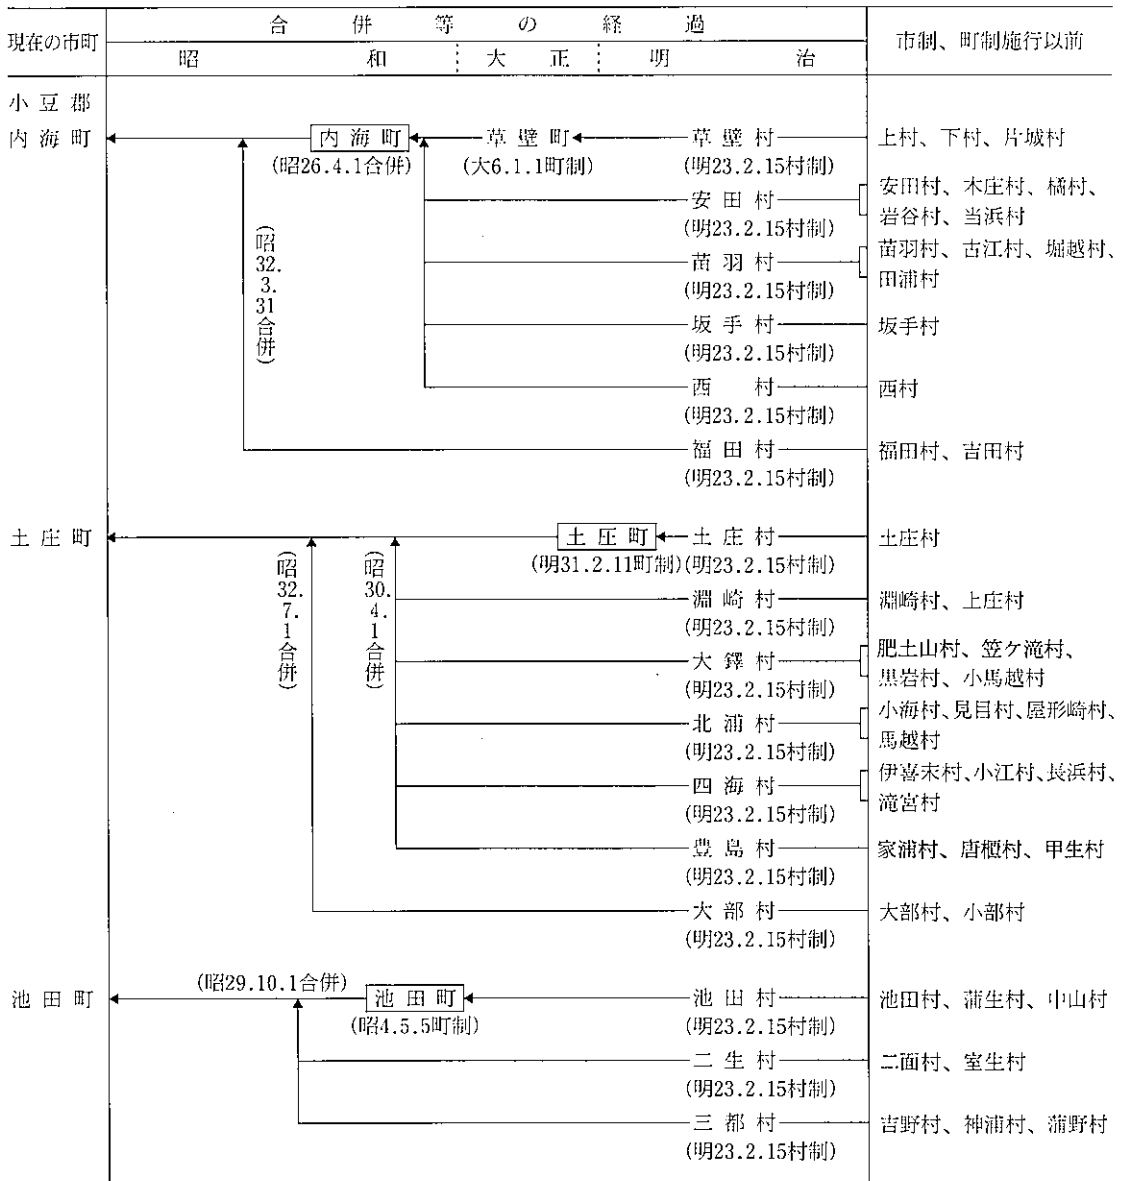 現在の市町
合併等の経過
市制、町制施行以前
昭和 大正 明治
小豆郡
内海町 内海町 草壁町 草壁村 上村、下村、片城村
(昭26.4.1合併) (大6.1.1町制) (明23.2.15村制)
安田村 安田村、木庄村、橘村、
岩谷村、当浜村
(明23.2.15村制)
(昭32.3.31合併)
苗羽村 苗羽村、古江村、堀越村、
田浦村
(明23.2.15村制)
坂手村 坂手村
(明23.2.15村制)
西村 西村
(明23.2.15村制)
福田村 福田村、吉田村
(明23.2.15村制)
土庄町 土庄町 土庄村 土庄村
(明31.2.11町制) (明23.2.15村制)
(昭32.7.1合併)
(昭30.4.1合併)
淵崎村 淵崎村、上庄村
(明23.2.15村制)
大鐸村 肥土山村、笠ケ滝村、
黒岩村、小馬越村
(明23.2.15村制)
北浦村 小海村、見目村、屋形崎村、
馬越村
(明23.2.15村制)
四海村 伊喜末村、小江村、長浜村、
滝宮村
(明23.2.15村制)
豊島村 家浦村、唐櫃村、甲生村
(明23.2.15村制)
大部村 大部村、小部村
(明23.2.15村制)
(昭29.10.1合併)
池田町 池田町 池田村 池田村、蒲生村、中山村
(昭4.5.5町制) (明23.2.15村制)
二生村 二面村、室生村
(明23.2.15村制)
三都村 吉野村、神浦村、蒲野村
(明23.2.15村制)